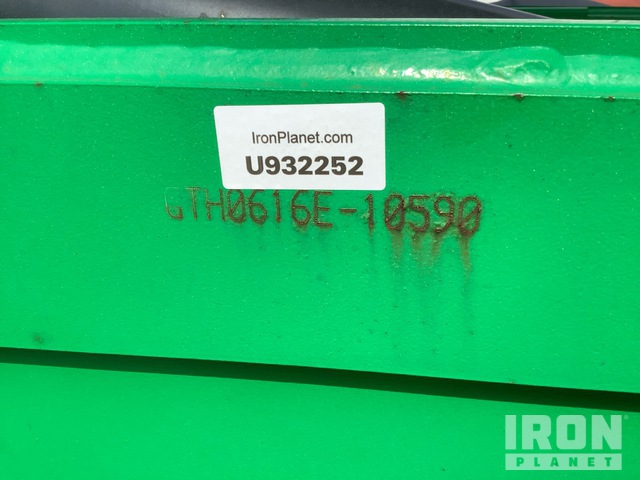 IronPlanet.com
U932252
GTH0616E-10590
IRON
PLANET